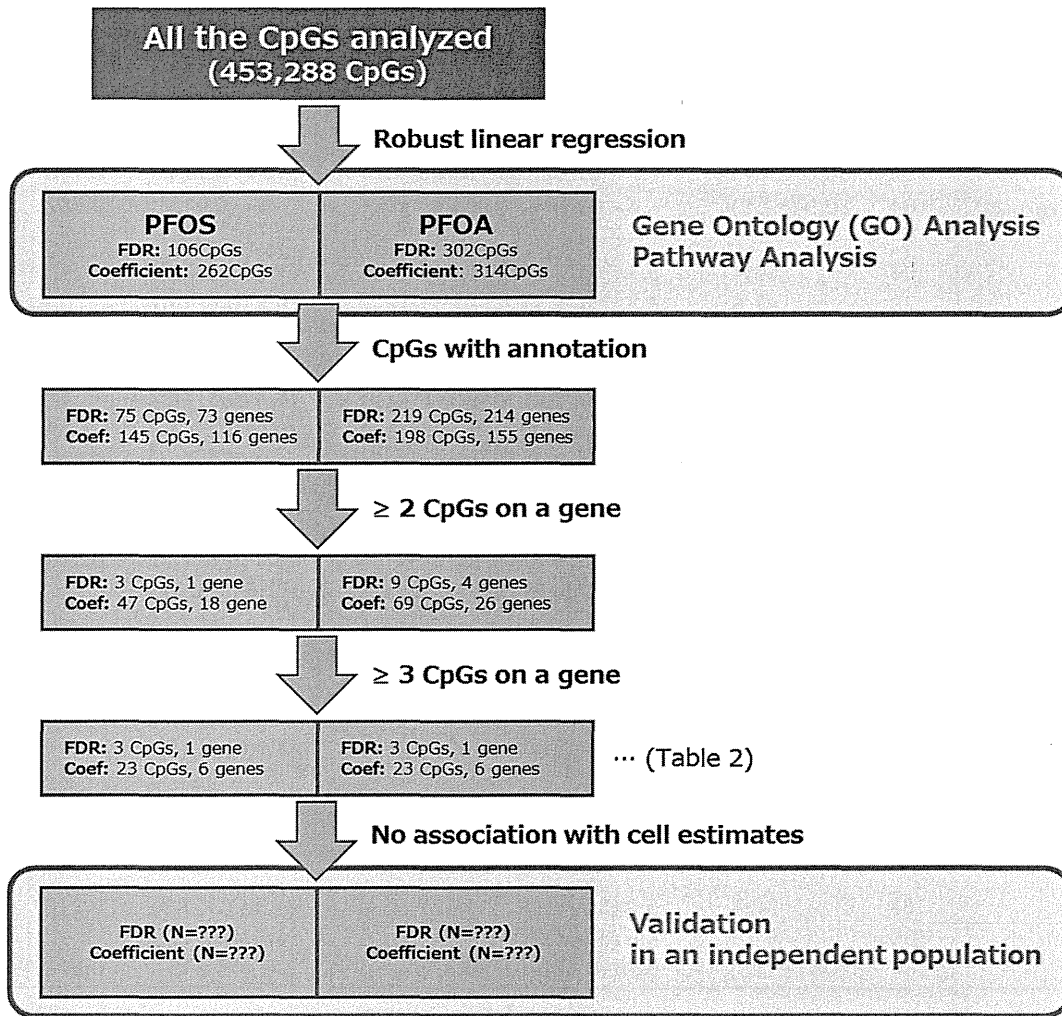 All the CpGs analyzed
(453,288 CpGs)
Robust linear regression
PFOS
FDR: 106CpGs
Coefficient: 262CpGs
PFOA
FDR: 302CpGs
Coefficient: 314CpGs
Gene Ontology (GO) Analysis
Pathway Analysis
CpGs with annotation
FDR: 75 CpGs, 73 genes
Coef: 145 CpGs, 116 genes
FDR: 219 CpGs, 214 genes
Coef: 198 CpGs, 155 genes
≥ 2 CpGs on a gene
FDR: 3 CpGs, 1 gene
Coef: 47 CpGs, 18 gene
FDR: 9 CpGs, 4 genes
Coef: 69 CpGs, 26 genes
≥ 3 CpGs on a gene
FDR: 3 CpGs, 1 gene
Coef: 23 CpGs, 6 genes
FDR: 3 CpGs, 1 gene
Coef: 23 CpGs, 6 genes
··· (Table 2)
No association with cell estimates
FDR (N=???)
Coefficient (N=???)
FDR (N=???)
Coefficient (N=???)
Validation
in an independent population